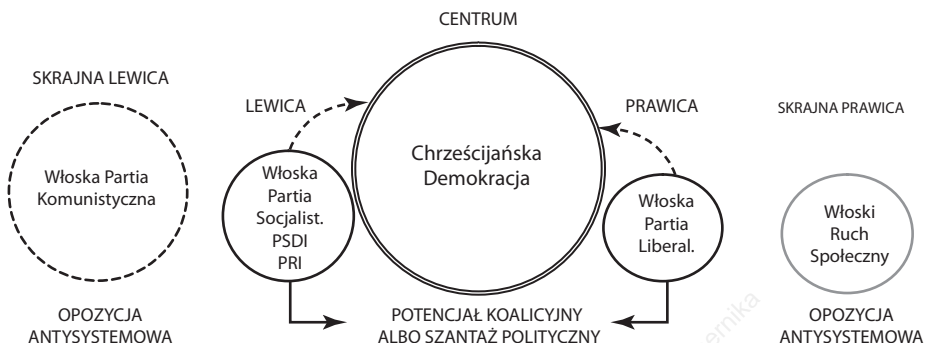 CENTRUM
SKRAJNA LEWICA
LEWICA
PRAWICA
SKRAJNA PRAWICA
Włoska Partia
Komunistyczna
Włoska
Partia
Socjalist.
PSDI
PRI
Chrześcijańska
Demokracja
Włoska
Partia
Liberal.
Włoski
Ruch
Społeczny
OPOZYCJA
ANTYSYSTEMOWA
POTENCJAŁ KOALICYJNY
ALBO SZANTAŻ POLITYCZNY
OPOZYCJA
ANTYSYSTEMOWA